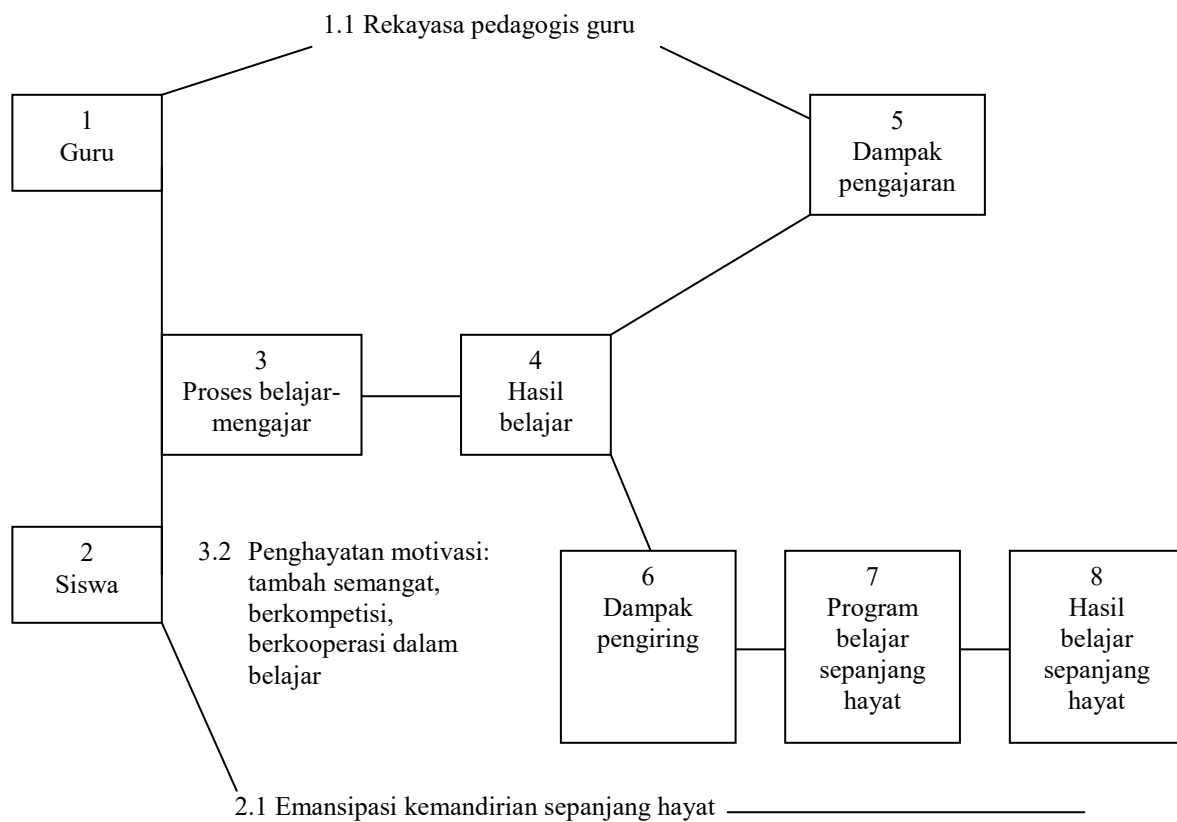 1.1 Rekayasa pedagogis guru
1
Guru
5
Dampak
pengajaran
3
Proses belajar-
mengajar
4
Hasil
belajar
2
Siswa
3.2 Penghayatan motivasi:
tambah semangat,
berkompetisi,
berkooperasi dalam
belajar
6
Dampak
pengiring
7
Program
belajar
sepanjang
hayat
8
Hasil
belajar
sepanjang
hayat
2.1 Emansipasi kemandirian sepanjang hayat